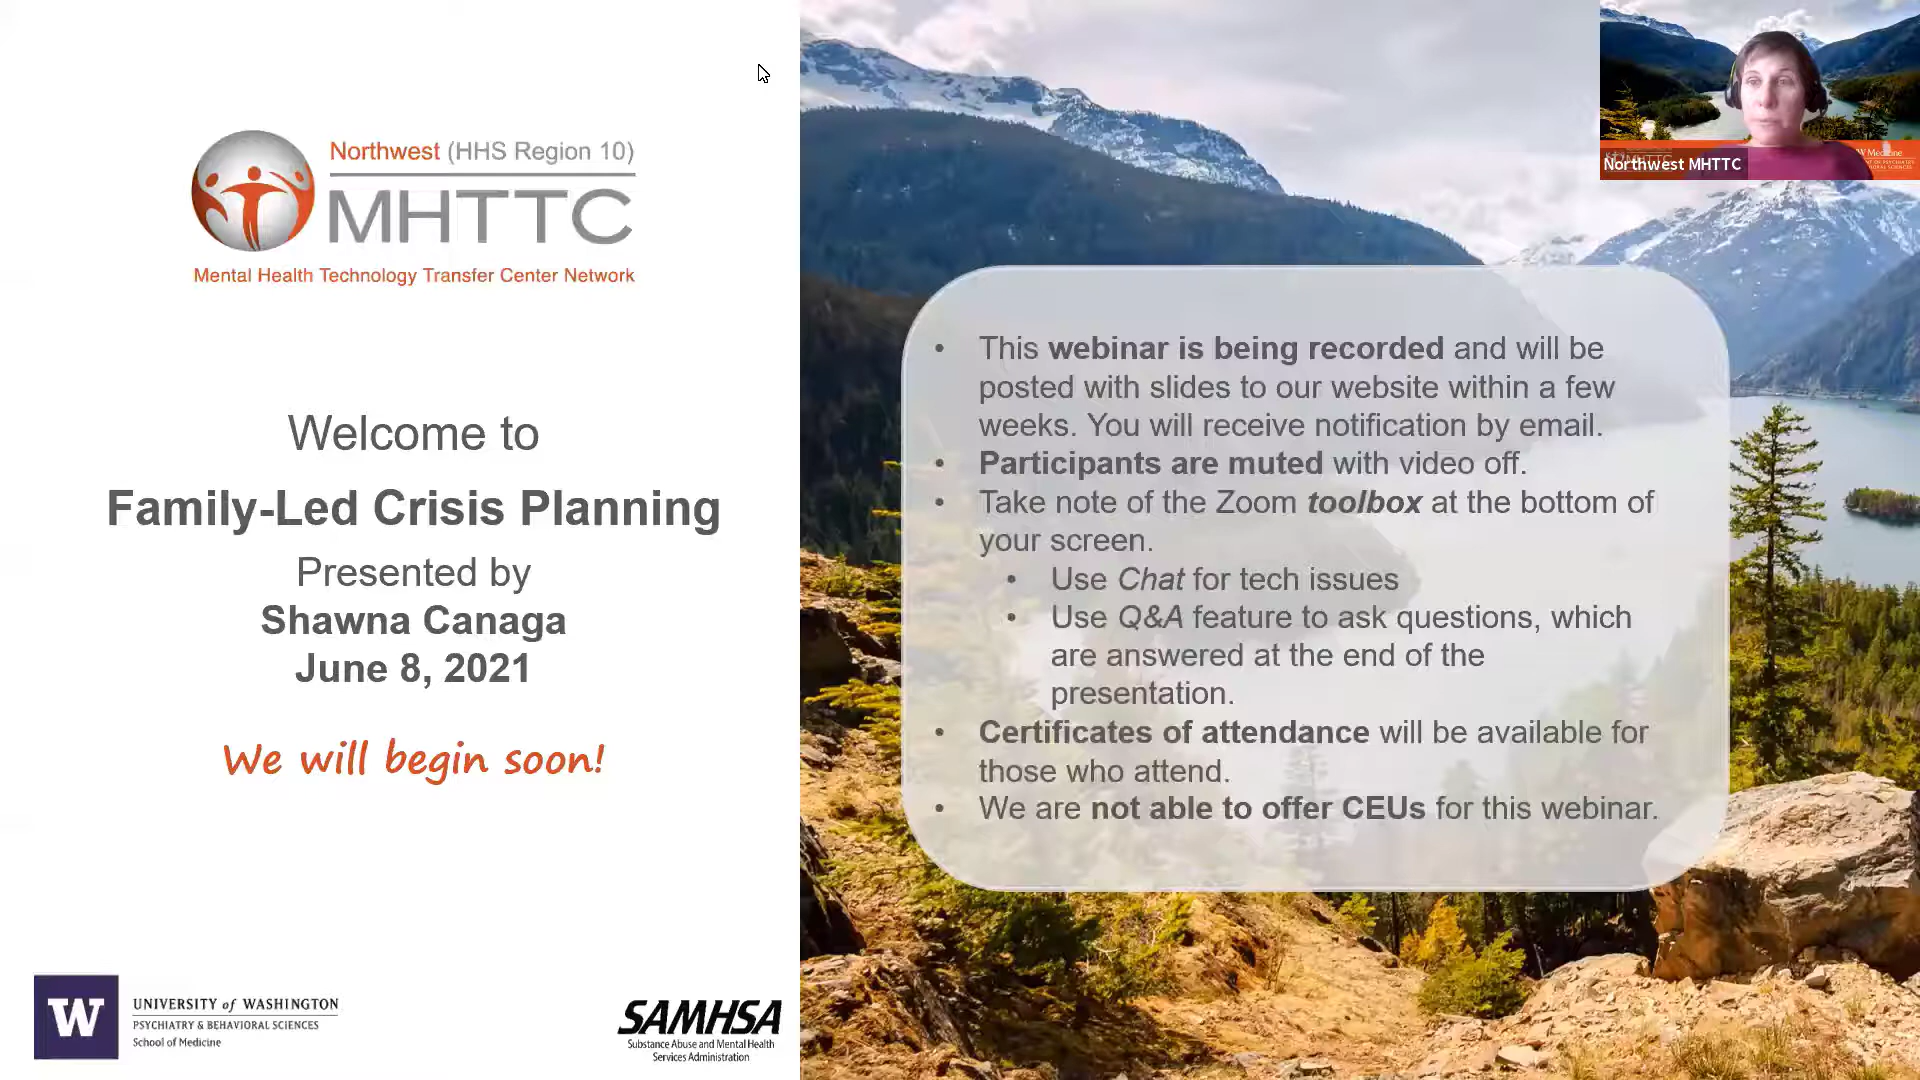 Northwest (HHS Region 10)
MHTTC
Mental Health Technology Transfer Center Network
Welcome to
Family-Led Crisis Planning
Presented by
Shawna Canaga
June 8, 2021
We will begin soon!
UNIVERSITY of WASHINGTON
PSYCHIATRY & BEHAVIORAL SCIENCES
School of Medicine
SAMHSA
Substance Abuse and Mental Health
Services Administration
• This webinar is being recorded and will be
posted with slides to our website within a few
weeks. You will receive notification by email.
• Participants are muted with video off.
• Take note of the Zoom toolbox at the bottom of
your screen.
• Use Chat for tech issues
• Use Q&A feature to ask questions, which
are answered at the end of the
presentation.
• Certificates of attendance will be available for
those who attend.
• We are not able to offer CEUs for this webinar.
Northwest MHTTC
W Medicine